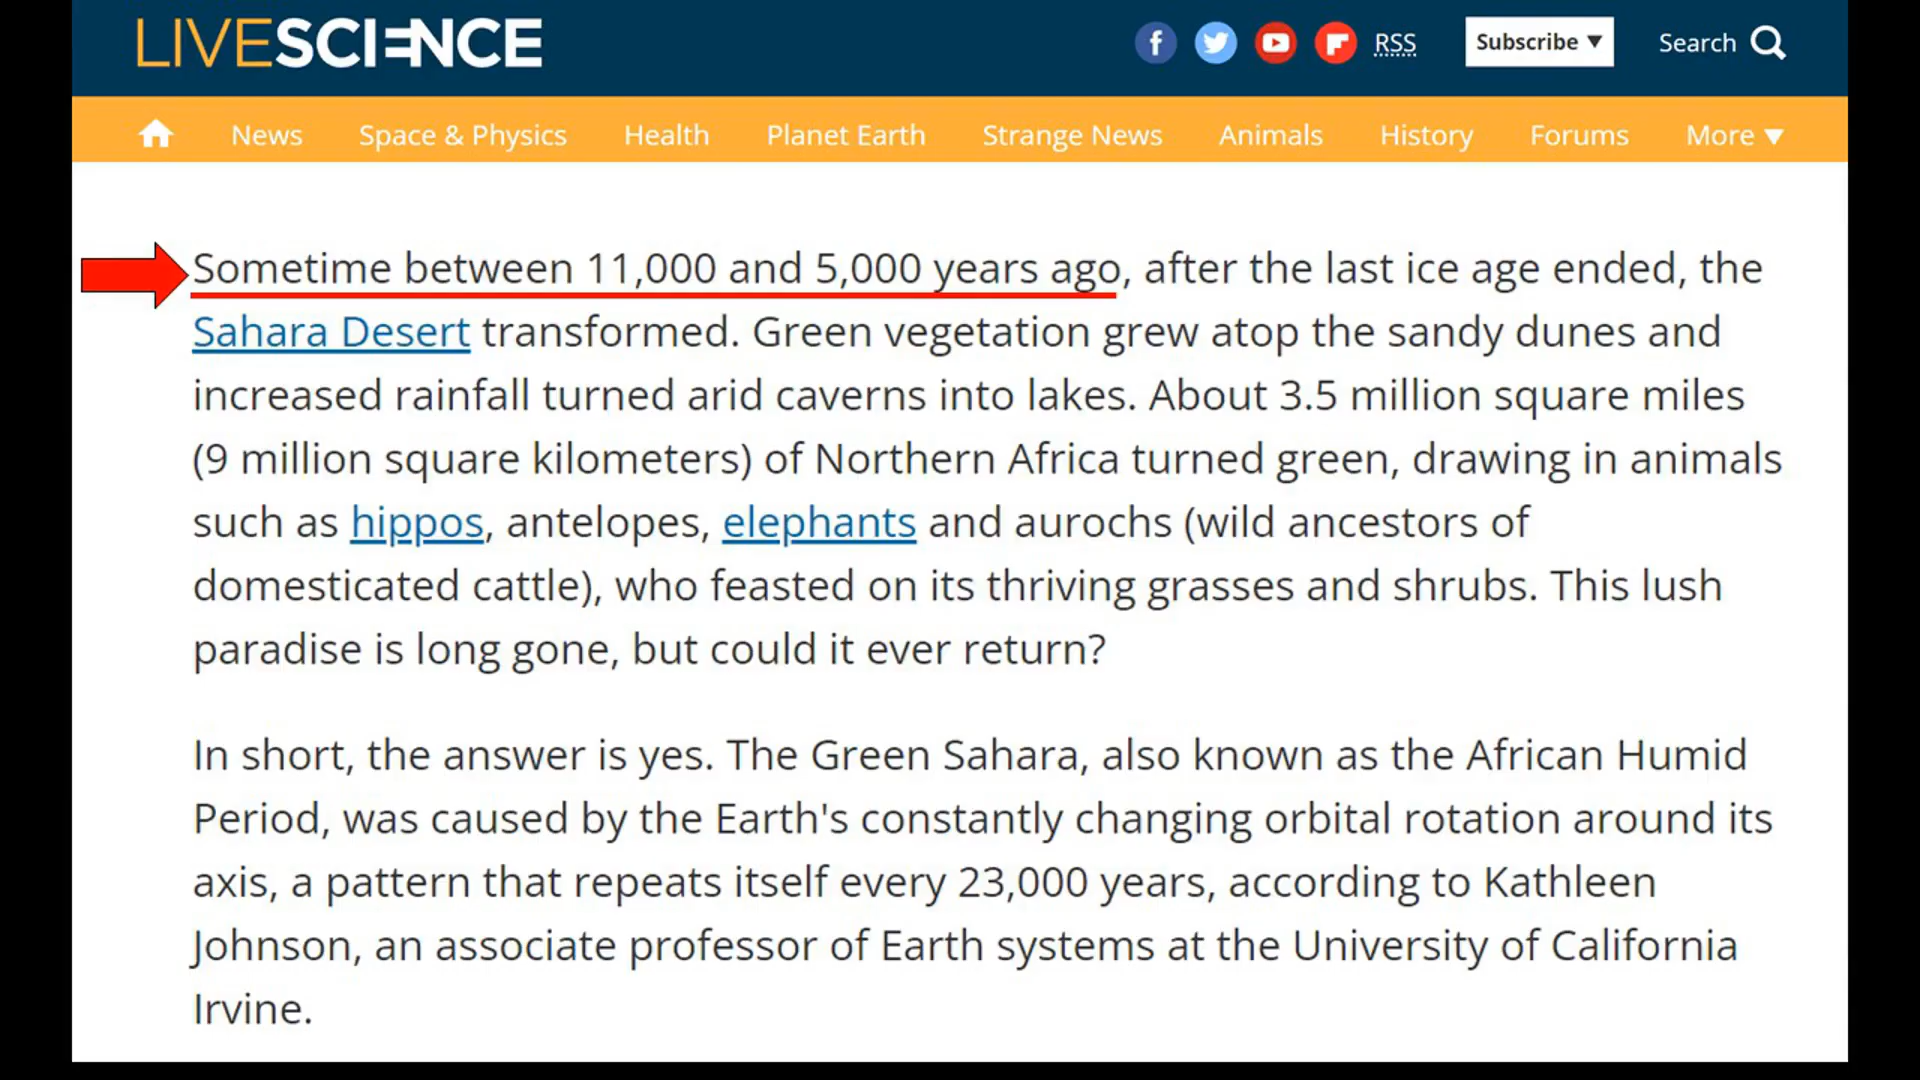 LIVESCIENCE
RSS
Subscribe
Search
News Space & Physics Health Planet Earth Strange News Animals History Forums More
Sometime between 11,000 and 5,000 years ago, after the last ice age ended, the
Sahara Desert transformed. Green vegetation grew atop the sandy dunes and
increased rainfall turned arid caverns into lakes. About 3.5 million square miles
(9 million square kilometers) of Northern Africa turned green, drawing in animals
such as hippos, antelopes, elephants and aurochs (wild ancestors of
domesticated cattle), who feasted on its thriving grasses and shrubs. This lush
paradise is long gone, but could it ever return?
In short, the answer is yes. The Green Sahara, also known as the African Humid
Period, was caused by the Earth's constantly changing orbital rotation around its
axis, a pattern that repeats itself every 23,000 years, according to Kathleen
Johnson, an associate professor of Earth systems at the University of California
Irvine.